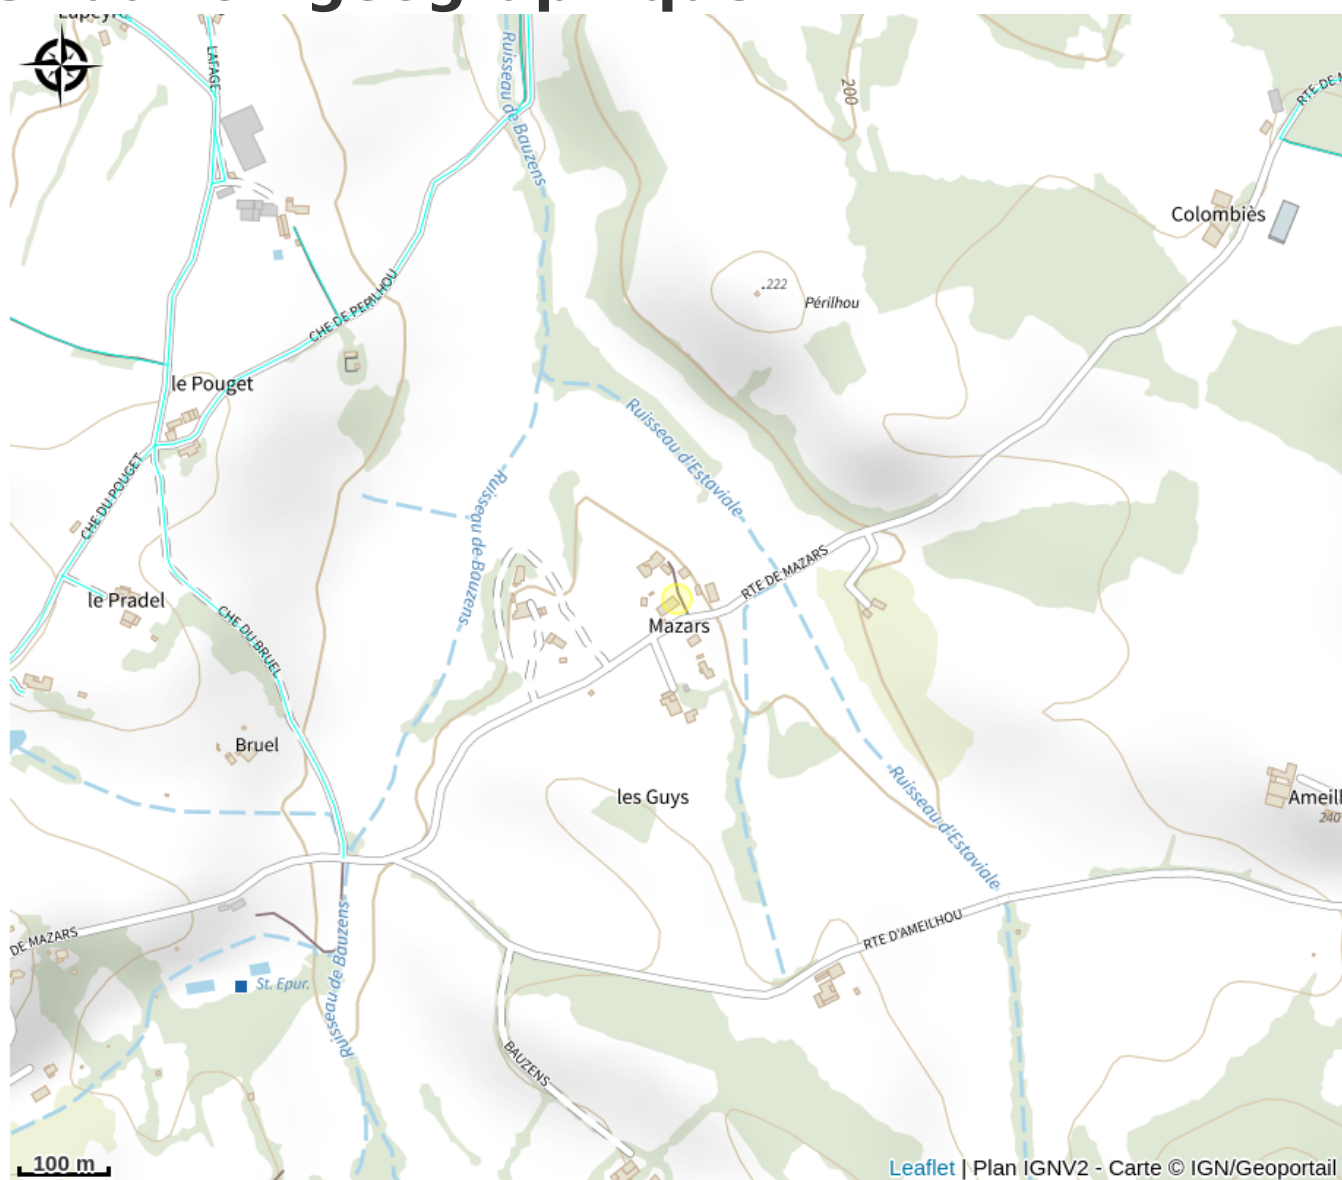 LAFAGE
Ruisseau de Bauzens
200
RTE DE M
Colombiès
.222
Périlhou
CHE DE PERILHOU
le Pouget
Ruisseau d'Estaviale
CHE DU POUGET
Ruisseau de Bauzens
RTE DE MAZARS
le Pradel
CHE DU BRUEL
Mazars
Bruel
les Guys
Ruisseau d'Estaviale
Ameill
240
DE MAZARS
RTE D'AMEILHOU
Ruisseau de Bauzens
St. Epur.
BAUZENS
100 m
Leaflet | Plan IGNV2 - Carte © IGN/Geoportail